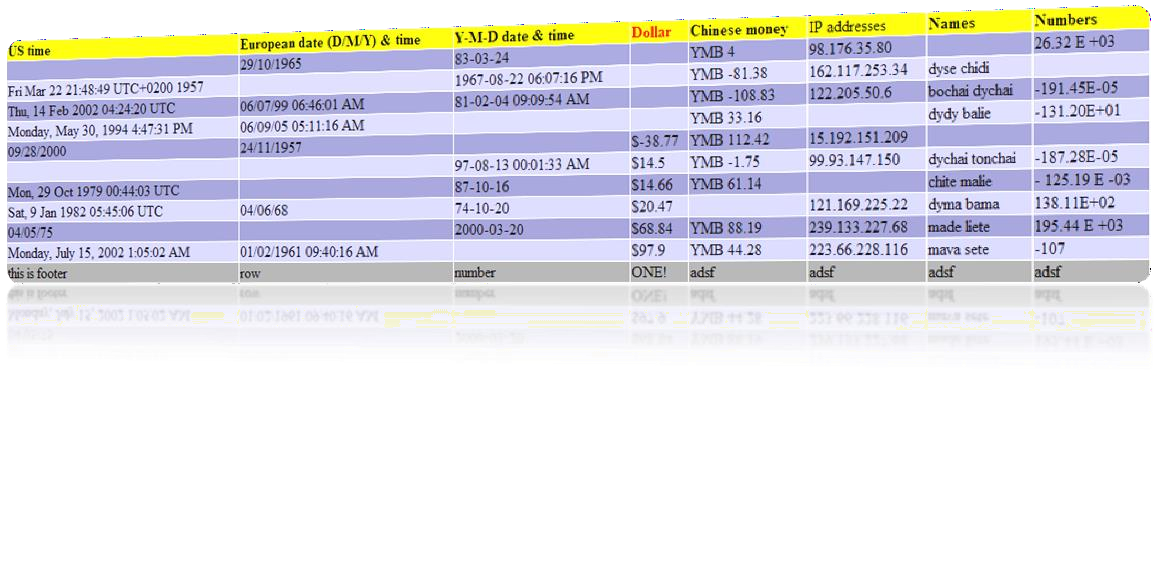 US time European date (D/M/Y) & time Y-M-D date & time Dollar Chinese money IP addresses Names Numbers
29/10/1965 83-03-24 YMB 4 98.176.35.80 26.32 E +03
Fri Mar 22 21:48:49 UTC+0200 1957 1967-08-22 06:07:16 PM YMB -81.38 162.117.253.34 dyse chidi
Thu, 14 Feb 2002 04:24:20 UTC 06/07/99 06:46:01 AM 81-02-04 09:09:54 AM YMB -108.83 122.205.50.6 bochai dychai -191.45E-05
Monday, May 30, 1994 4:47:31 PM 06/09/05 05:11:16 AM YMB 33.16 dydy balie -131.20E+01
09/28/2000 24/11/1957 $-38.77 YMB 112.42 15.192.151.209
97-08-13 00:01:33 AM $14.5 YMB -1.75 99.93.147.150 dychai tonchai -187.28E-05
Mon, 29 Oct 1979 00:44:03 UTC 87-10-16 $14.66 YMB 61.14 chite malie - 125.19 E -03
Sat, 9 Jan 1982 05:45:06 UTC 04/06/68 74-10-20 $20.47 121.169.225.22 dyma bama 138.11E+02
04/05/75 2000-03-20 $68.84 YMB 88.19 239.133.227.68 made liete 195.44 E +03
Monday, July 15, 2002 1:05:02 AM 01/02/1961 09:40:16 AM $97.9 YMB 44.28 223.66.228.116 mava sete -107
this is footer row number ONE! adsf adsf adsf adsf